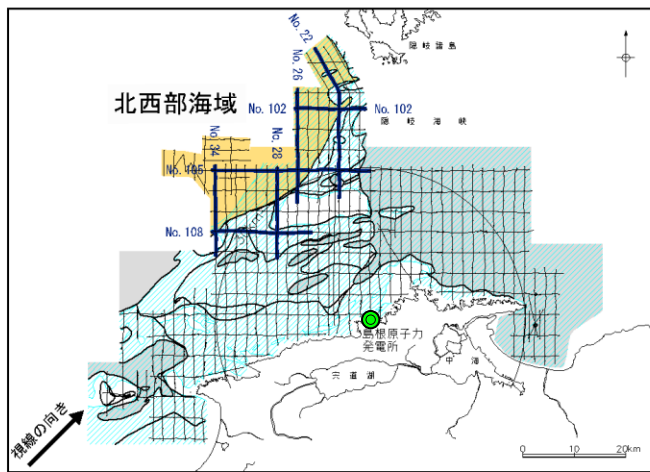 No. 22
隠岐諸島
No. 26
北西部海域
No. 102
No. 102
隠岐海峡
No. 34
No. 28
No. 105
No. 108
島根原子力
発電所
中海
宍道湖
視線の向き
0 10 20km